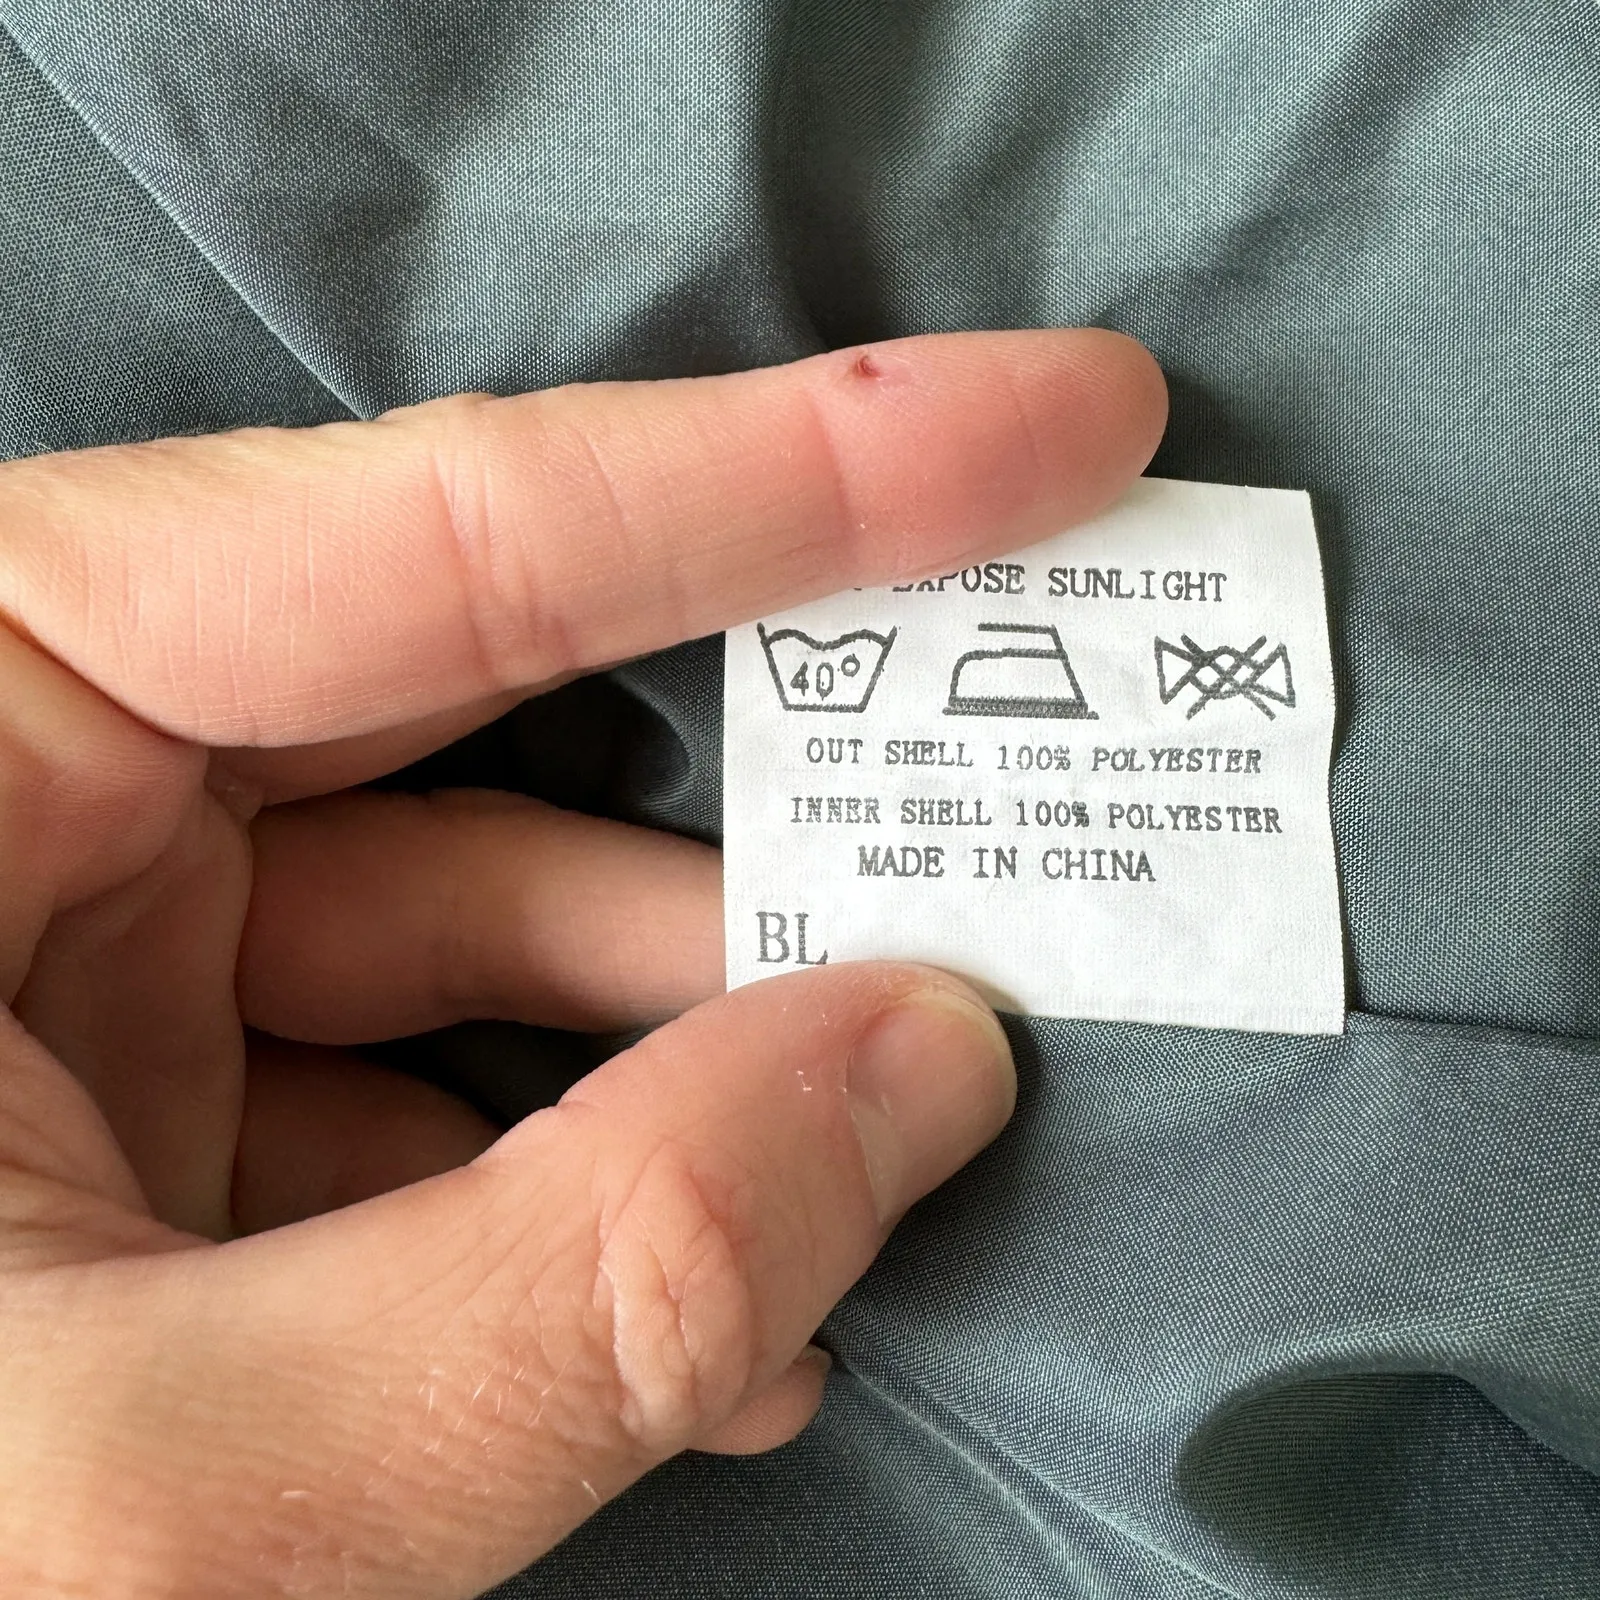 EXPOSE SUNLIGHT
40°
OUT SHELL 100% POLYESTER
INNER SHELL 100% POLYESTER
MADE IN CHINA
BL